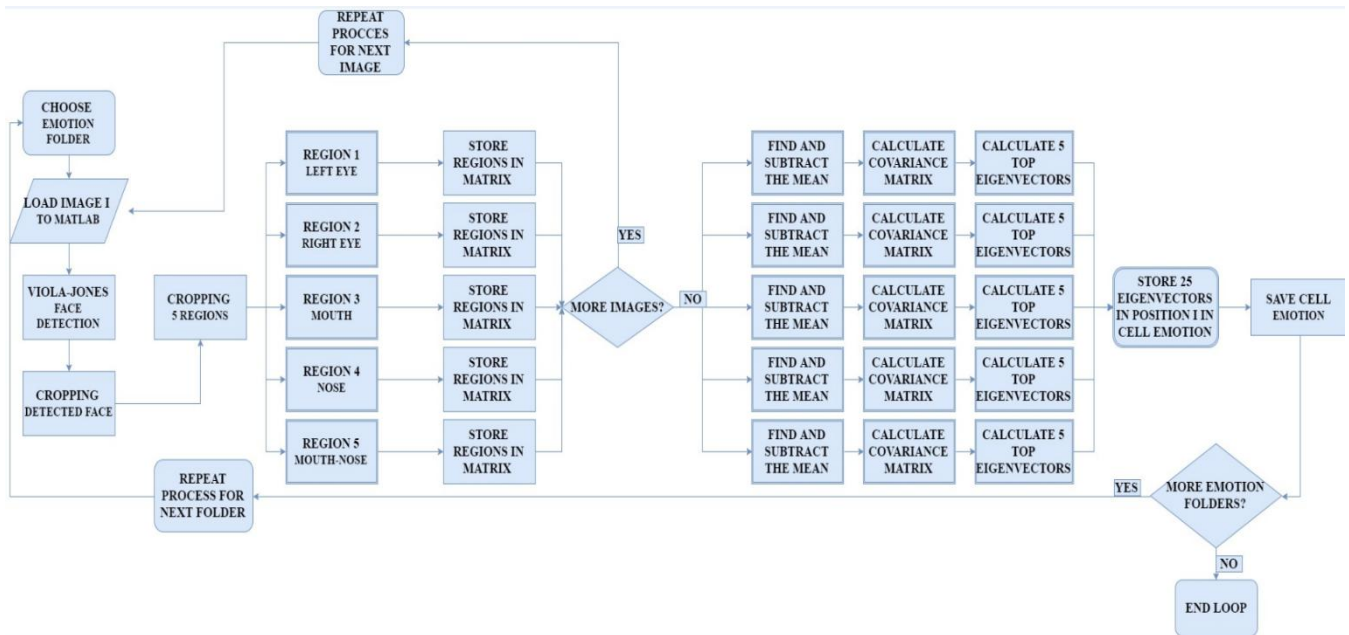 REPEAT
PROCCES
FOR NEXT
IMAGE
CHOOSE
EMOTION
FOLDER
LOAD IMAGE I
TO MATLAB
VIOLA-JONES
FACE
DETECTION
CROPPING
DETECTED FACE
CROPPING
5 REGIONS
REGION 1
LEFT EYE
REGION 2
RIGHT EYE
REGION 3
MOUTH
REGION 4
NOSE
REGION 5
MOUTH-NOSE
STORE
REGIONS IN
MATRIX
STORE
REGIONS IN
MATRIX
STORE
REGIONS IN
MATRIX
STORE
REGIONS IN
MATRIX
STORE
REGIONS IN
MATRIX
YES
MORE IMAGES?
NO
FIND AND
SUBTRACT
THE MEAN
CALCULATE
COVARIANCE
MATRIX
CALCULATE 5
TOP
EIGENVECTORS
FIND AND
SUBTRACT
THE MEAN
CALCULATE
COVARIANCE
MATRIX
CALCULATE 5
TOP
EIGENVECTORS
FIND AND
SUBTRACT
THE MEAN
CALCULATE
COVARIANCE
MATRIX
CALCULATE 5
TOP
EIGENVECTORS
FIND AND
SUBTRACT
THE MEAN
CALCULATE
COVARIANCE
MATRIX
CALCULATE 5
TOP
EIGENVECTORS
FIND AND
SUBTRACT
THE MEAN
CALCULATE
COVARIANCE
MATRIX
CALCULATE 5
TOP
EIGENVECTORS
STORE 25
EIGENVECTORS
IN POSITION I IN
CELL EMOTION
SAVE CELL
EMOTION
MORE EMOTION
FOLDERS?
YES
REPEAT
PROCESS FOR
NEXT FOLDER
NO
END LOOP